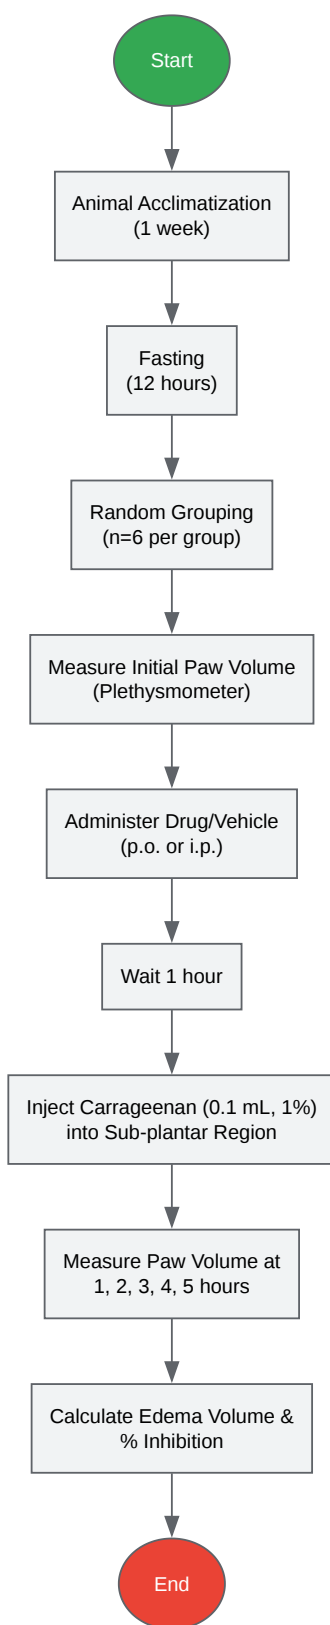 Start
Animal Acclimatization
(1 week)
Fasting
(12 hours)
Random Grouping
(n=6 per group)
Measure Initial Paw Volume
(Plethysmometer)
Administer Drug/Vehicle
(p.o. or i.p.)
Wait 1 hour
Inject Carrageenan (0.1 mL, 1%)
into Sub-plantar Region
Measure Paw Volume at
1, 2, 3, 4, 5 hours
Calculate Edema Volume &
% Inhibition
End